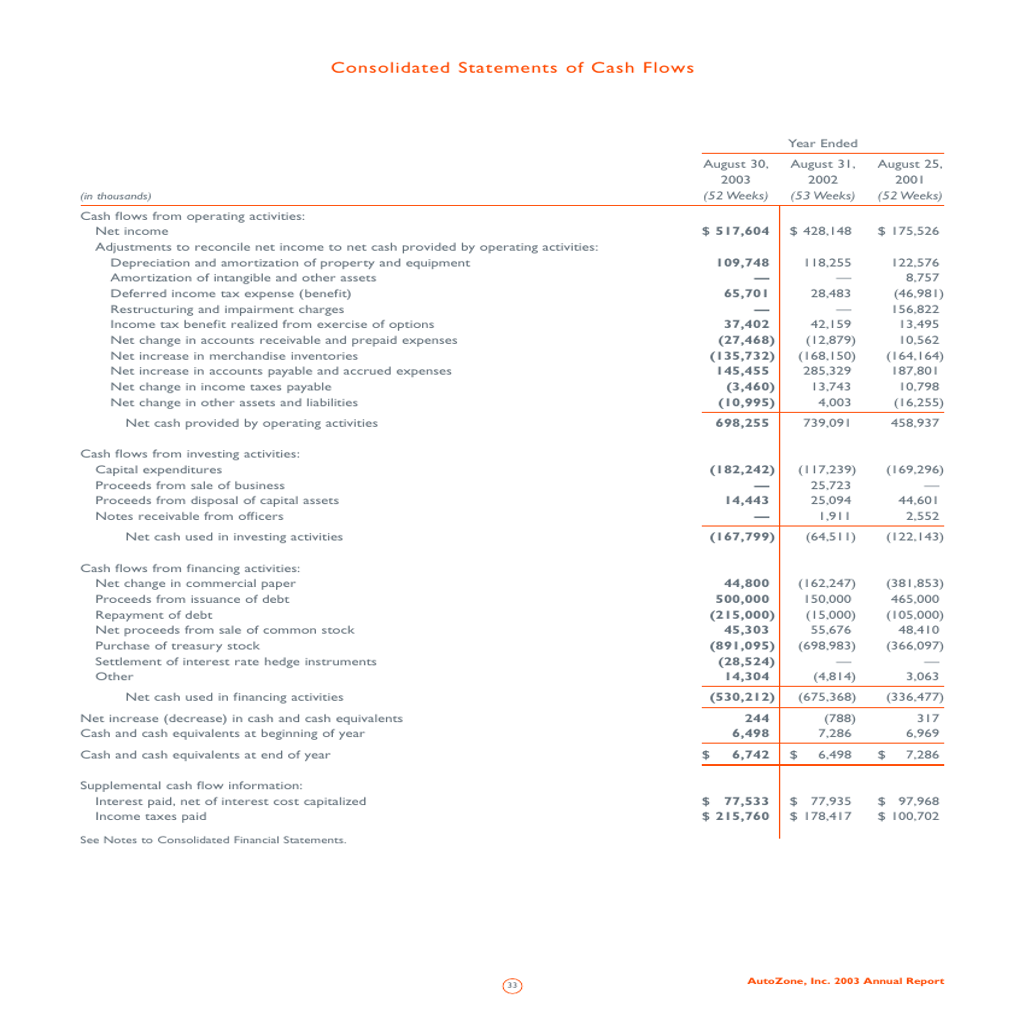 Consolidated Statements of Cash Flows
Year Ended
August 30, August 31, August 25,
2003 2002 2001
(in thousands) (52 Weeks) (53 Weeks) (52 Weeks)
Cash flows from operating activities:
Net income $ 517,604 $ 428,148 $ 175,526
Adjustments to reconcile net income to net cash provided by operating activities:
Depreciation and amortization of property and equipment 109,748 118,255 122,576
Amortization of intangible and other assets — — 8,757
Deferred income tax expense (benefit) 65,701 28,483 (46,981)
Restructuring and impairment charges — — 156,822
Income tax benefit realized from exercise of options 37,402 42,159 13,495
Net change in accounts receivable and prepaid expenses (27,468) (12,879) 10,562
Net increase in merchandise inventories (135,732) (168,150) (164,164)
Net increase in accounts payable and accrued expenses 145,455 285,329 187,801
Net change in income taxes payable (3,460) 13,743 10,798
Net change in other assets and liabilities (10,995) 4,003 (16,255)
Net cash provided by operating activities 698,255 739,091 458,937
Cash flows from investing activities:
Capital expenditures (182,242) (117,239) (169,296)
Proceeds from sale of business — 25,723 —
Proceeds from disposal of capital assets 14,443 25,094 44,601
Notes receivable from officers — 1,911 2,552
Net cash used in investing activities (167,799) (64,511) (122,143)
Cash flows from financing activities:
Net change in commercial paper 44,800 (162,247) (381,853)
Proceeds from issuance of debt 500,000 150,000 465,000
Repayment of debt (215,000) (15,000) (105,000)
Net proceeds from sale of common stock 45,303 55,676 48,410
Purchase of treasury stock (891,095) (698,983) (366,097)
Settlement of interest rate hedge instruments (28,524) — —
Other 14,304 (4,814) 3,063
Net cash used in financing activities (530,212) (675,368) (336,477)
Net increase (decrease) in cash and cash equivalents 244 (788) 317
Cash and cash equivalents at beginning of year 6,498 7,286 6,969
Cash and cash equivalents at end of year $ 6,742 $ 6,498 $ 7,286
Supplemental cash flow information:
Interest paid, net of interest cost capitalized $ 77,533 $ 77,935 $ 97,968
Income taxes paid $ 215,760 $ 178,417 $ 100,702
See Notes to Consolidated Financial Statements.
33
AutoZone, Inc. 2003 Annual Report